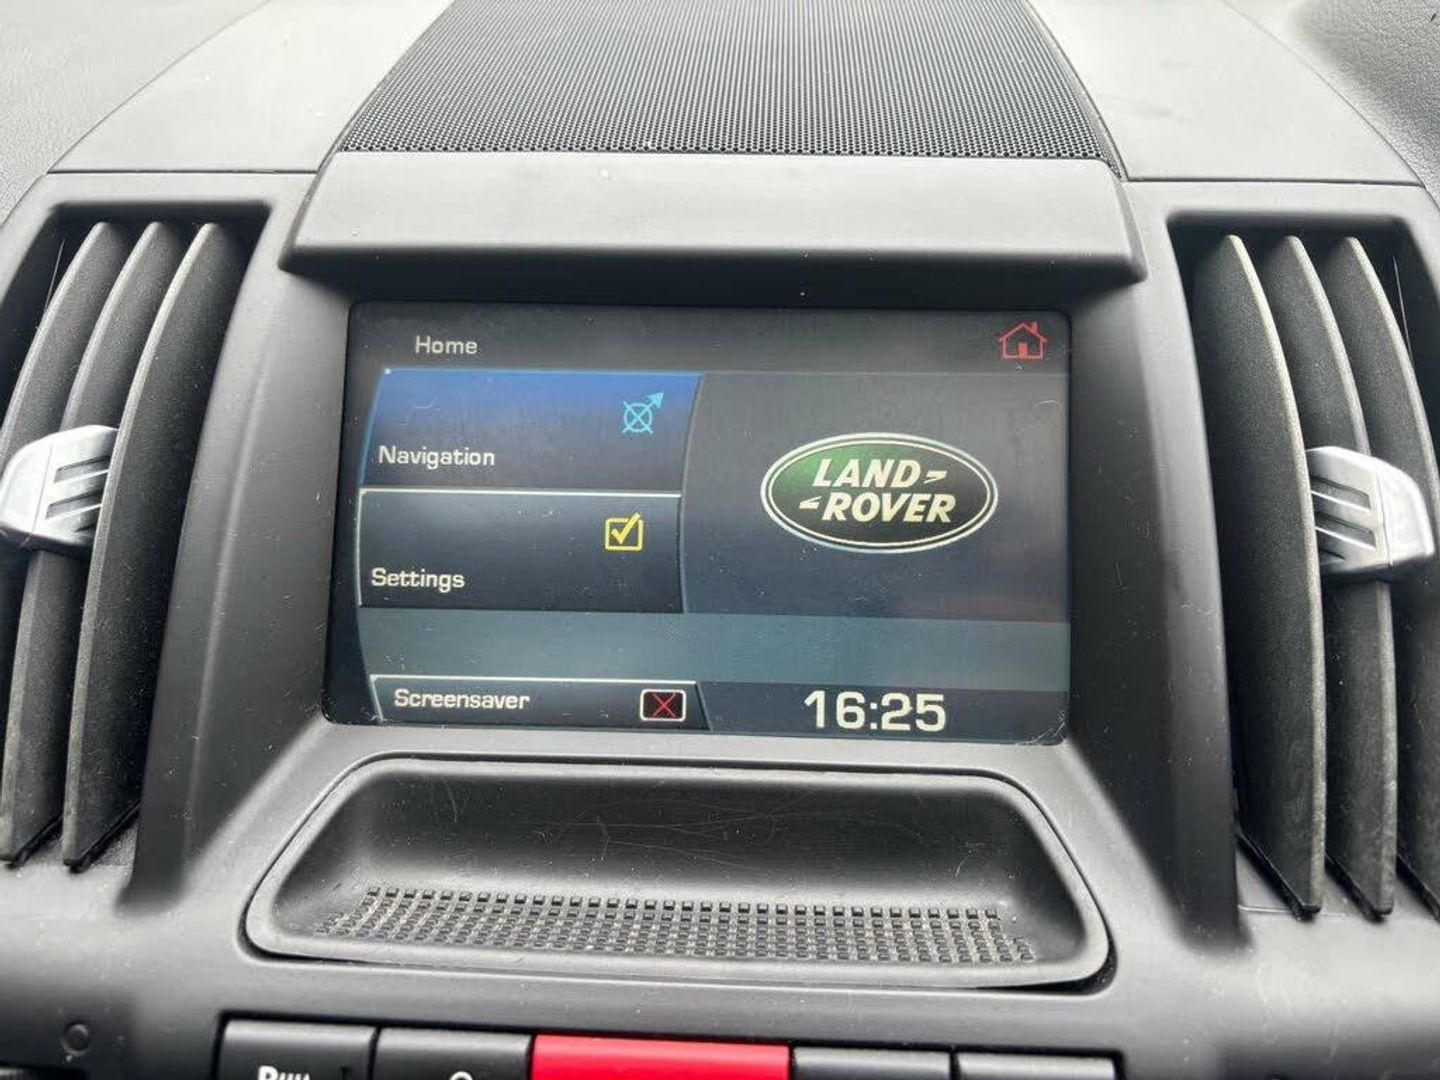 Home
Navigation
LAND
ROVER
Settings
Screensaver
16:25